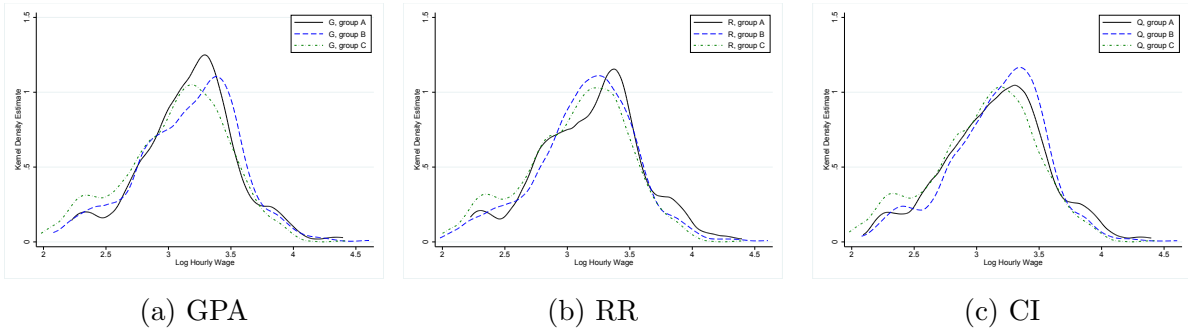 1.5
1
.5
0
Kernel Density Estimate
G, group A
G, group B
G, group C
2 2.5 3 3.5 4 4.5
Log Hourly Wage
(a) GPA
1.5
1
.5
0
Kernel Density Estimate
R, group A
R, group B
R, group C
2 2.5 3 3.5 4 4.5
Log Hourly Wage
(b) RR
1.5
1
.5
0
Kernel Density Estimate
Q, group A
Q, group B
Q, group C
2 2.5 3 3.5 4 4.5
Log Hourly Wage
(c) CI